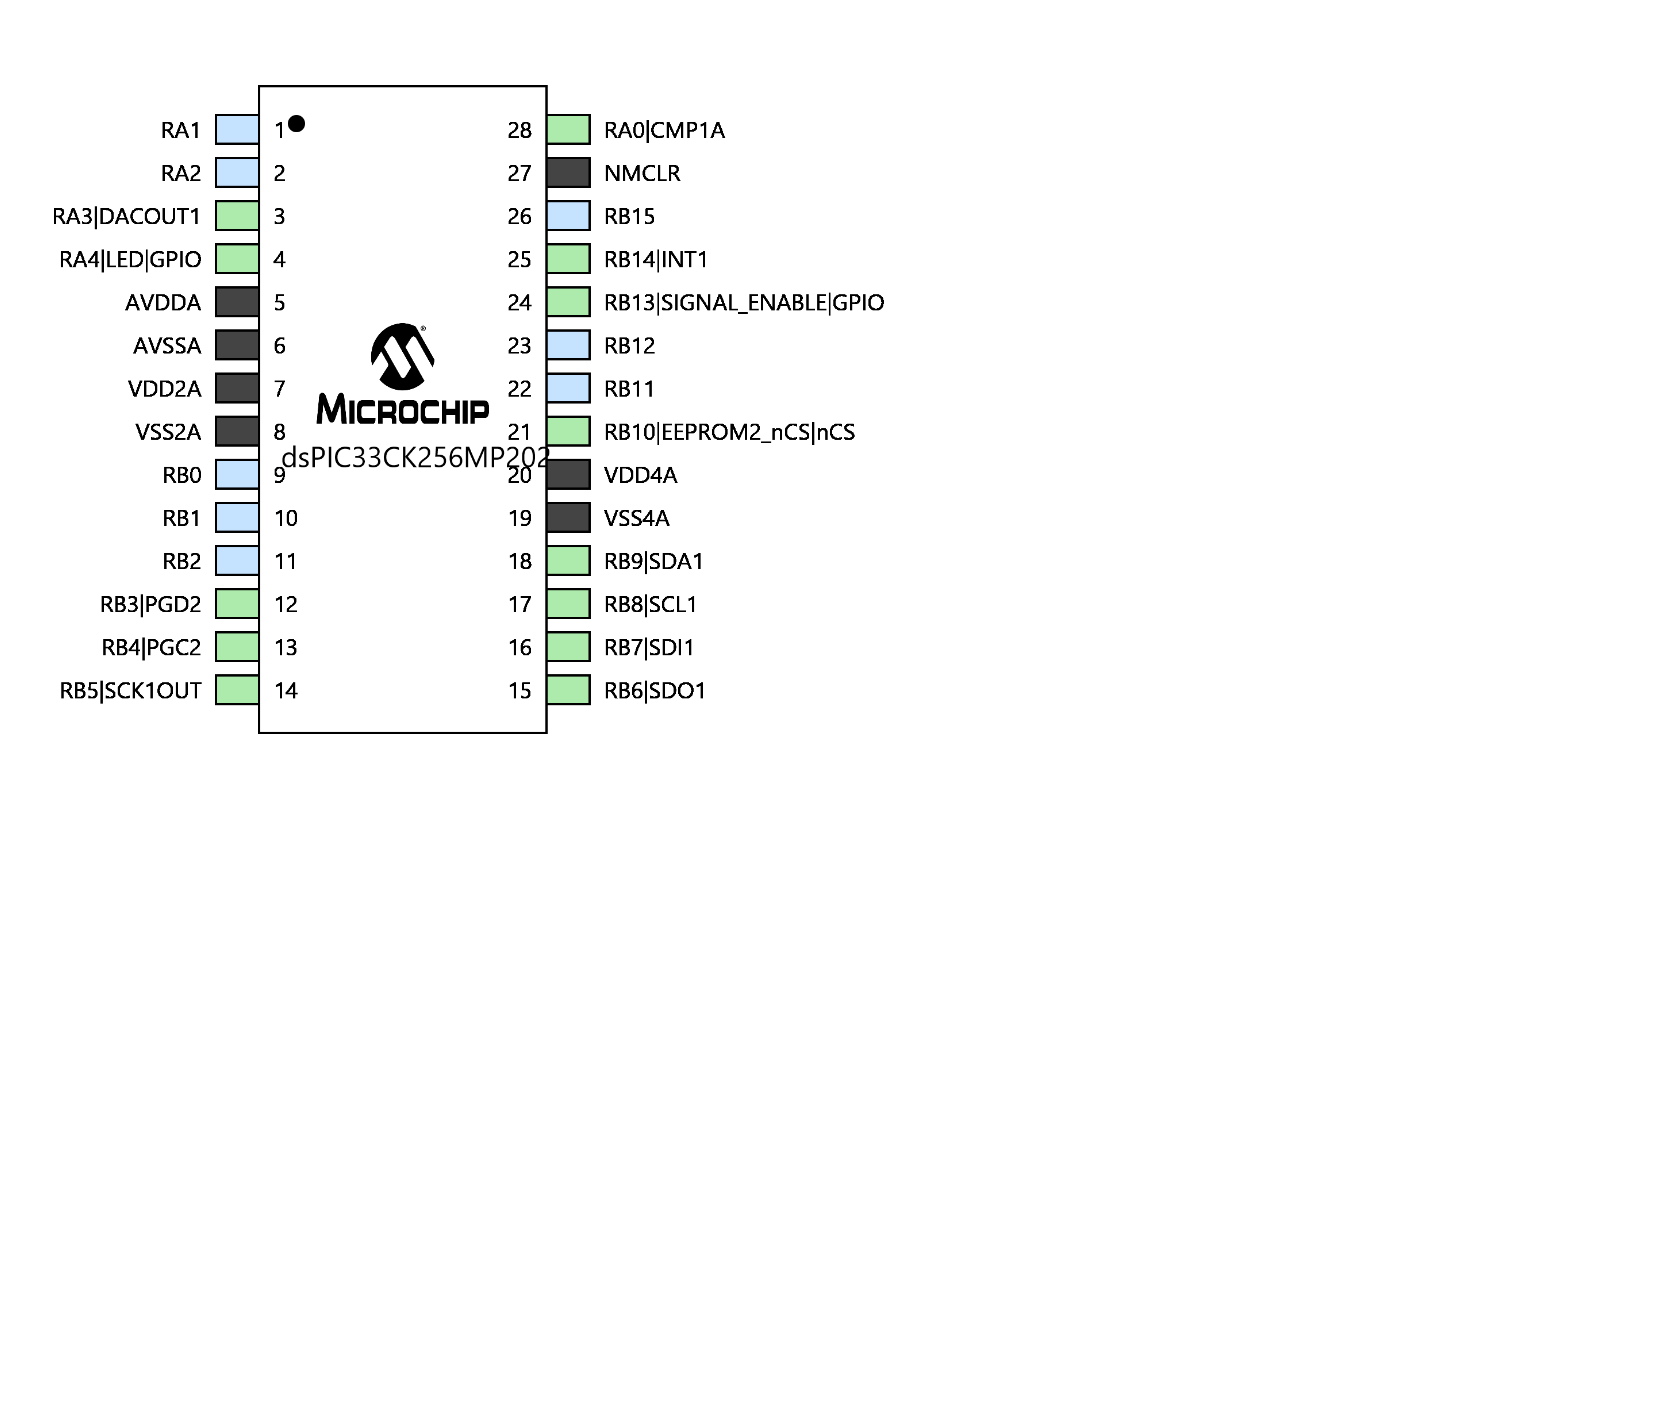 RA1 1 28 RA0|CMP1A
RA2 2 27 NMCLR
RA3|DACOUT1 3 26 RB15
RA4|LED|GPIO 4 25 RB14|INT1
AVDDA 5 24 RB13|SIGNAL_ENABLE|GPIO
AVSSA 6 23 RB12
VDD2A 7 22 RB11
MICROCHIP
VSS2A 8 21 RB10|EEPROM2_nCS|nCS
dsPIC33CK256MP202
RB0 9 20 VDD4A
RB1 10 19 VSS4A
RB2 11 18 RB9|SDA1
RB3|PGD2 12 17 RB8|SCL1
RB4|PGC2 13 16 RB7|SDI1
RB5|SCK1OUT 14 15 RB6|SDO1